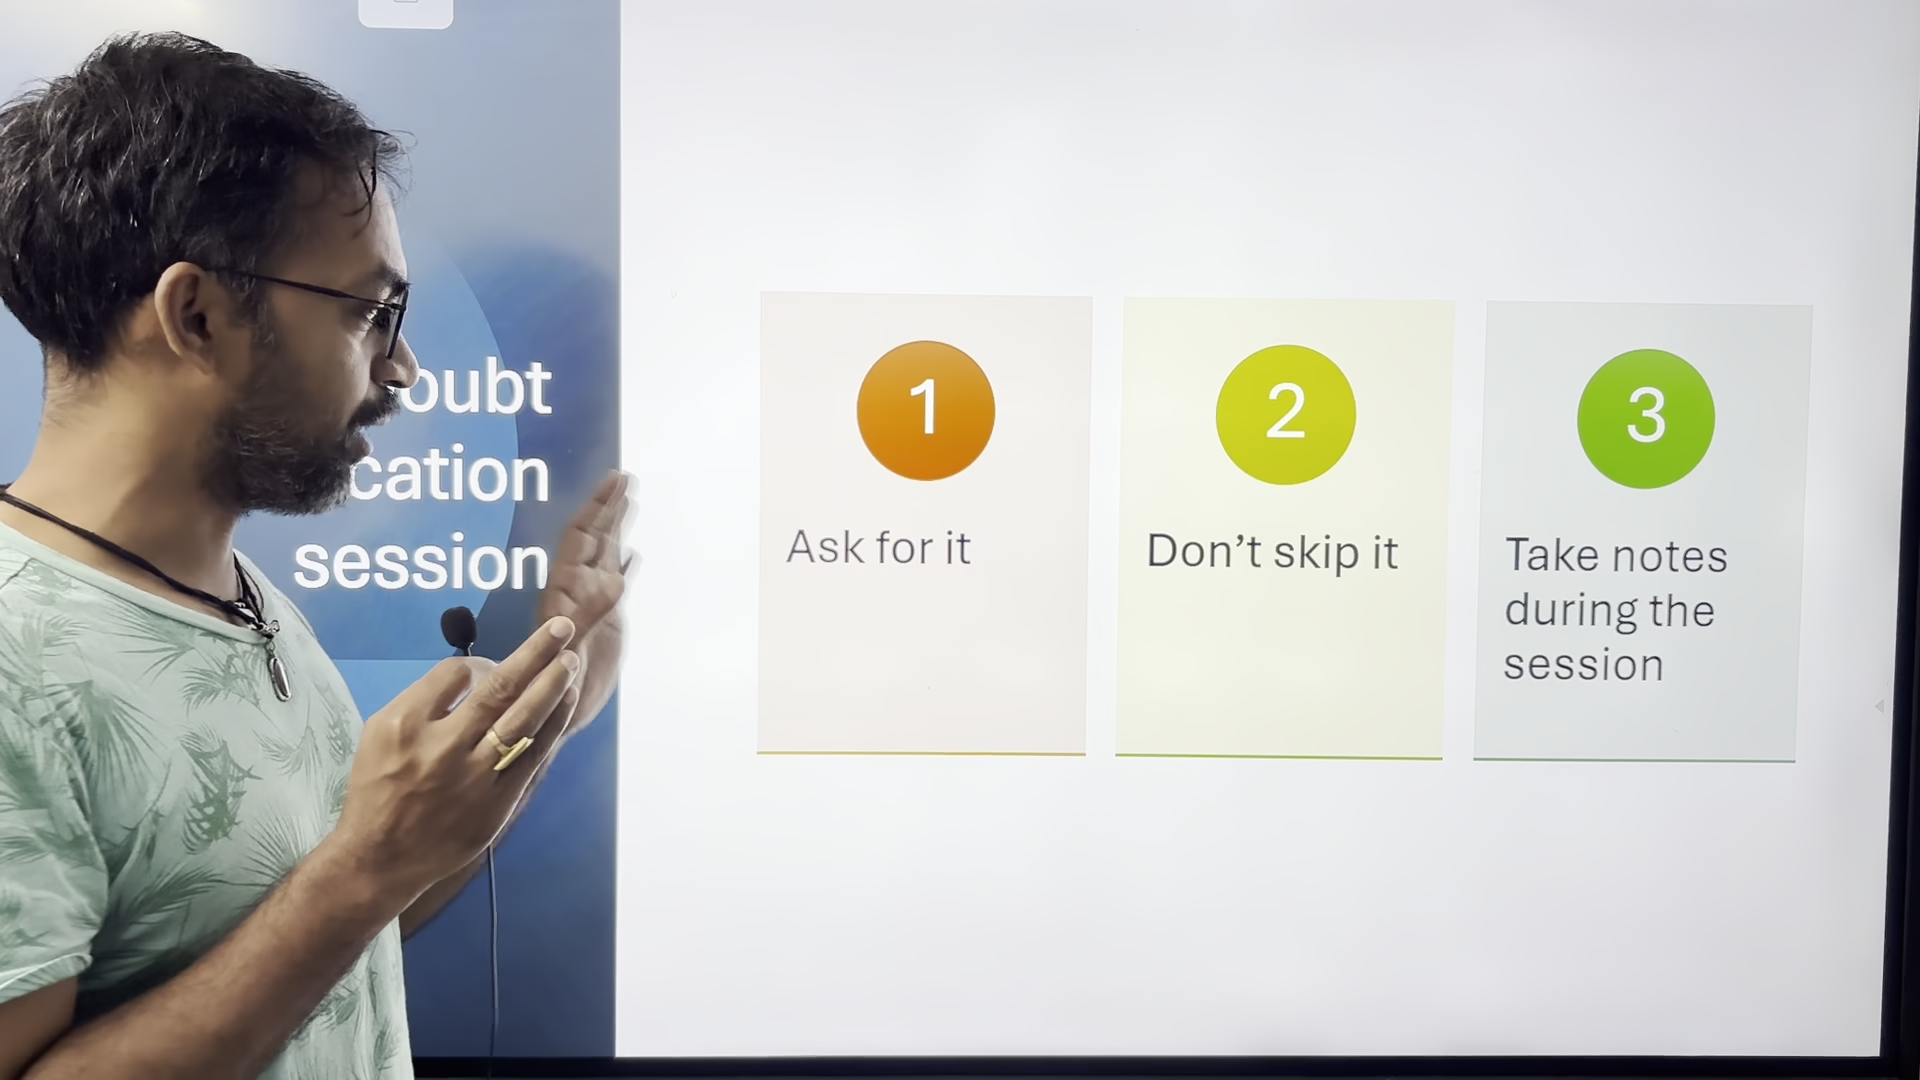 oubt
cation
session
1
Ask for it
2
Don't skip it
3
Take notes
during the
session